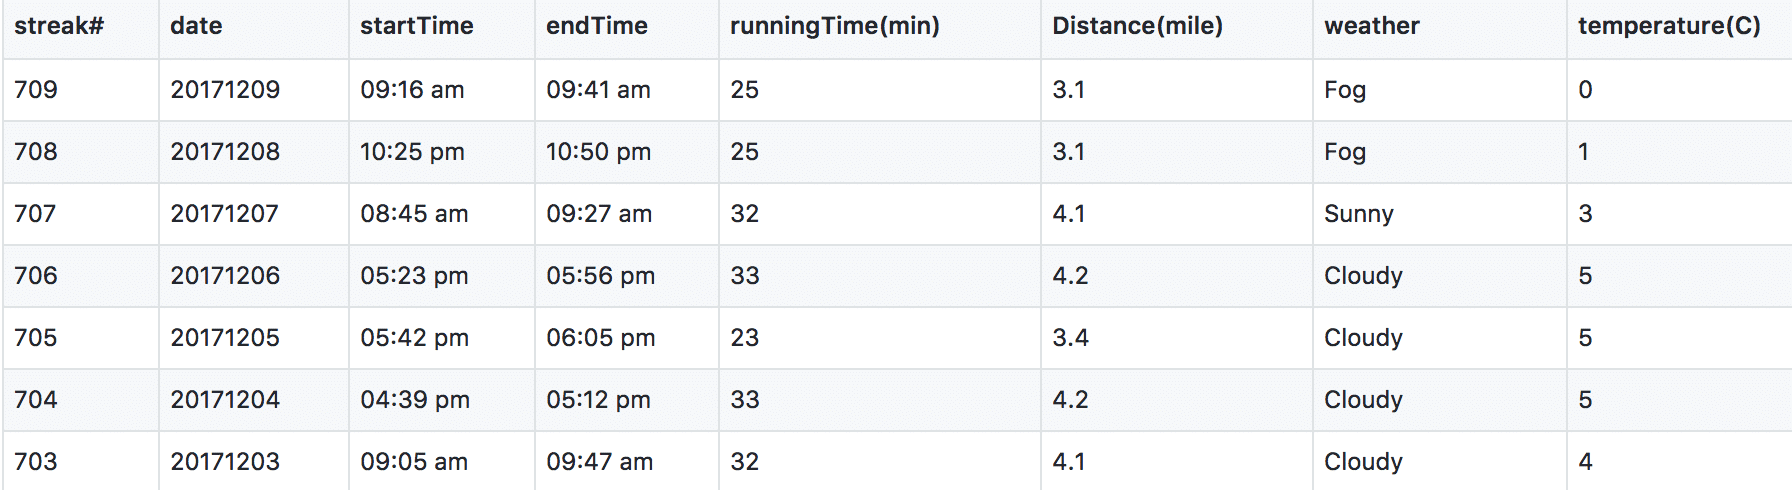 streak# date startTime endTime runningTime(min) Distance(mile) weather temperature(C)
709 20171209 09:16 am 09:41 am 25 3.1 Fog 0
708 20171208 10:25 pm 10:50 pm 25 3.1 Fog 1
707 20171207 08:45 am 09:27 am 32 4.1 Sunny 3
706 20171206 05:23 pm 05:56 pm 33 4.2 Cloudy 5
705 20171205 05:42 pm 06:05 pm 23 3.4 Cloudy 5
704 20171204 04:39 pm 05:12 pm 33 4.2 Cloudy 5
703 20171203 09:05 am 09:47 am 32 4.1 Cloudy 4